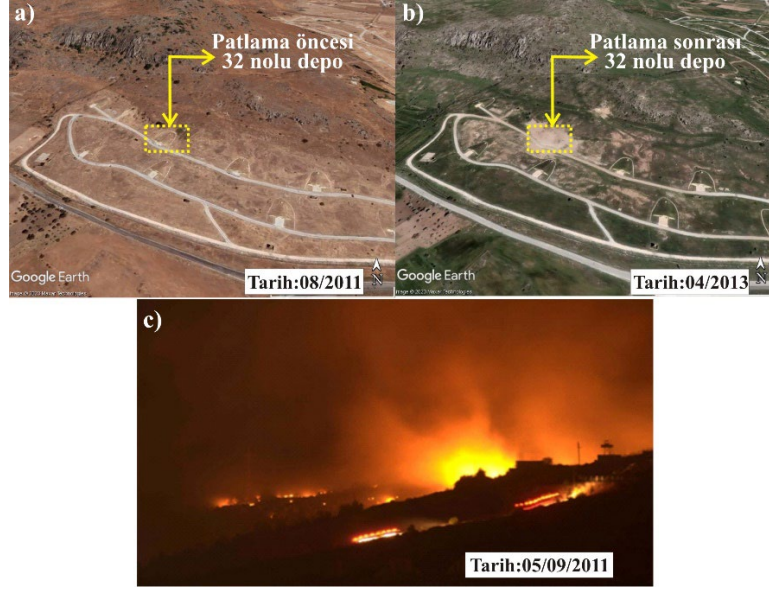 a)
Patlama öncesi
32 nolu depo
Google Earth
Tarih:08/2011
N
b)
Patlama sonrası
32 nolu depo
Google Earth
Tarih:04/2013
N
c)
Tarih:05/09/2011